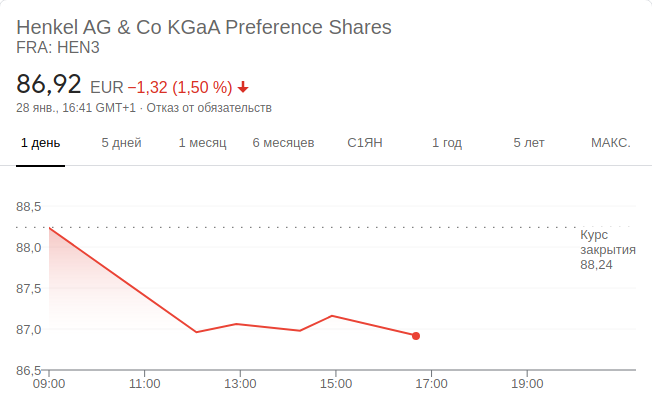 Henkel AG & Co KGaA Preference Shares
FRA: HEN3
86,92 EUR −1,32 (1,50 %)
28 янв., 16:41 GMT+1 · Отказ от обязательств
1 день 5 дней 1 месяц 6 месяцев С1ЯН 1 год 5 лет МАКС.
88,5
Курс
закрытия
88,24
88,0
87,5
87,0
86,5
09:00 11:00 13:00 15:00 17:00 19:00